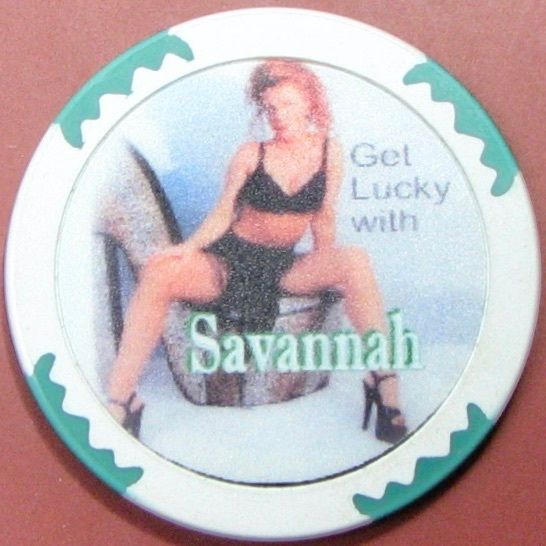 Get
Lucky
with
Savannah